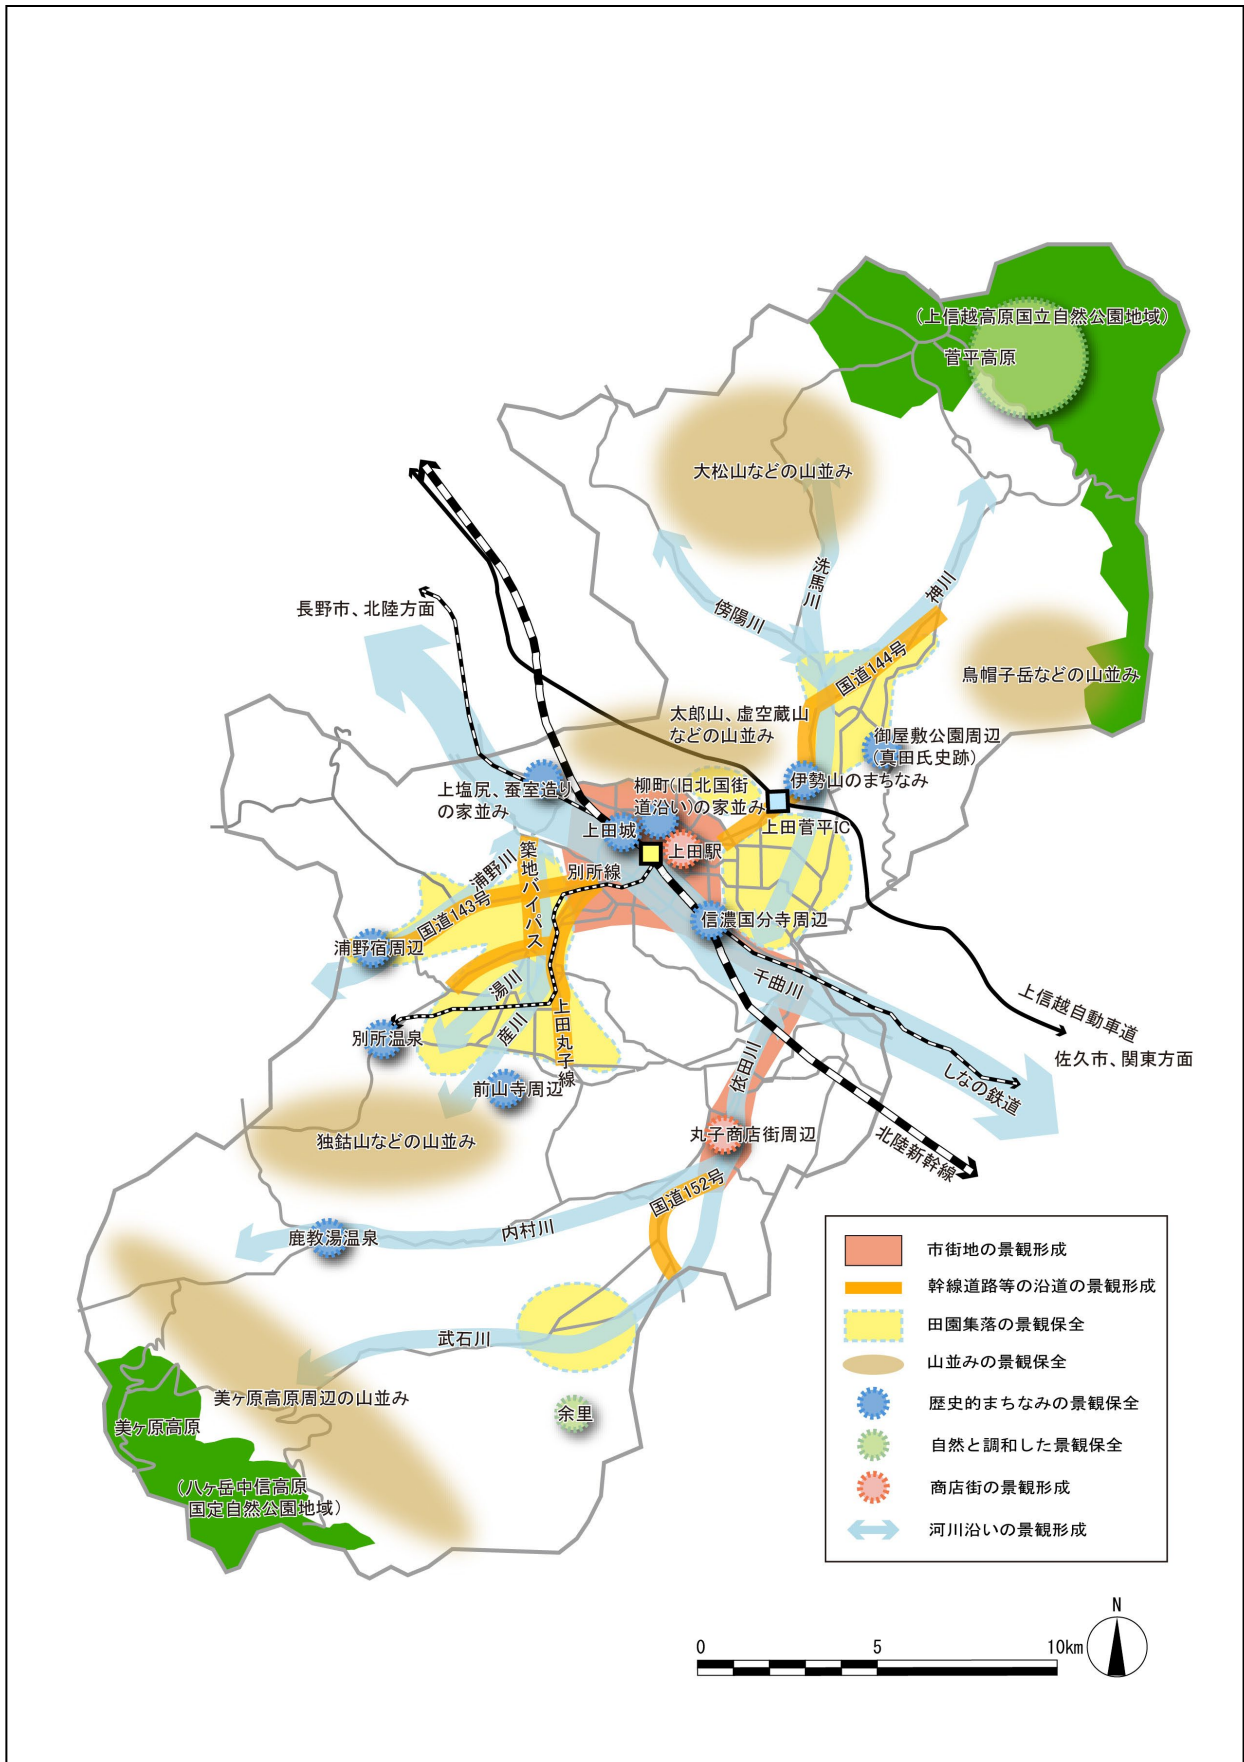 (上信越高原国立自然公園地域)
菅平高原
大松山などの山並み
洗馬川
神川
傍陽川
長野市、北陸方面
国道144号
烏帽子岳などの山並み
太郎山、虚空蔵山
などの山並み
御屋敷公園周辺
(真田氏史跡)
伊勢山のまちなみ
上塩尻、蚕室造り
の家並み
柳町(旧北国街
道沿い)の家並み
上田城
上田菅平IC
上田駅
別所線
築地バイパス
浦野川
国道143号
信濃国分寺周辺
浦野宿周辺
湯川
千曲川
産川
上田丸子線
別所温泉
上信越自動車道
佐久市、関東方面
しなの鉄道
依田川
前山寺周辺
丸子商店街周辺
独鈷山などの山並み
北陸新幹線
国道152号
内村川
鹿教湯温泉
武石川
美ヶ原高原周辺の山並み
美ヶ原高原
余里
(八ヶ岳中信高原
国定自然公園地域)
市街地の景観形成
幹線道路等の沿道の景観形成
田園集落の景観保全
山並みの景観保全
歴史的まちなみの景観保全
自然と調和した景観保全
商店街の景観形成
河川沿いの景観形成
N
0 5 10km